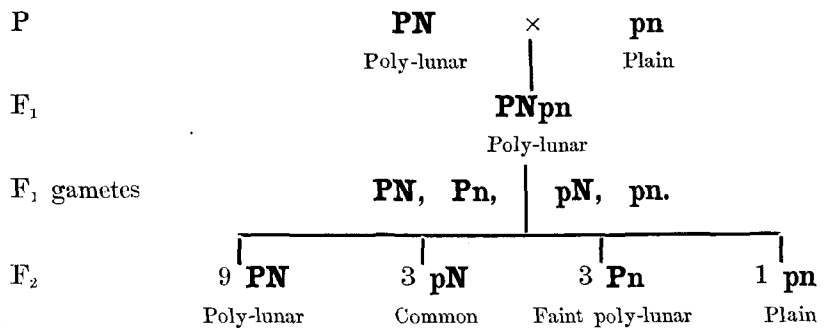 P PN × pn
Poly-lunar Plain
F₁ PNpn
Poly-lunar
F₁ gametes PN, Pn, pN, pn.
F₂ 9 PN 3 pN 3 Pn 1 pn
Poly-lunar Common Faint poly-lunar Plain